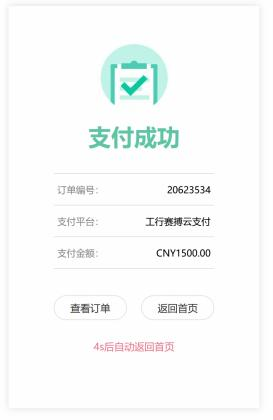 支付成功
订单编号： 20623534
支付平台： 工行赛搏云支付
支付金额： CNY1500.00
查看订单 返回首页
4s后自动返回首页